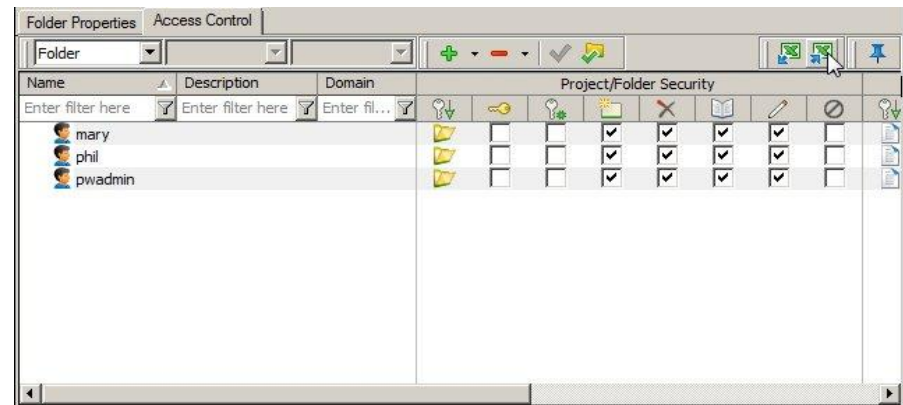 Folder Properties Access Control
Folder
Name Description Domain Project/Folder Security
Enter filter here Enter filter here Enter fil...
mary
phil
pwadmin